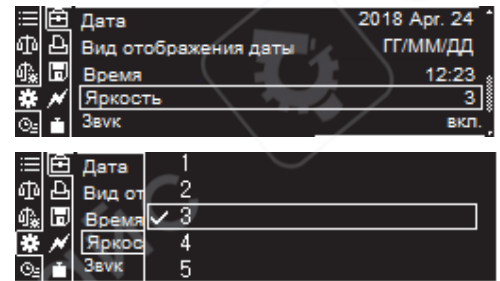 Дата 2018 Apr. 24
Вид отображения даты ГГ/ММ/ДД
Время 12:23
Яркость 3
Звук вкл.
Дата 1
Вид от 2
Время ✓ 3
Яркос 4
Звук 5